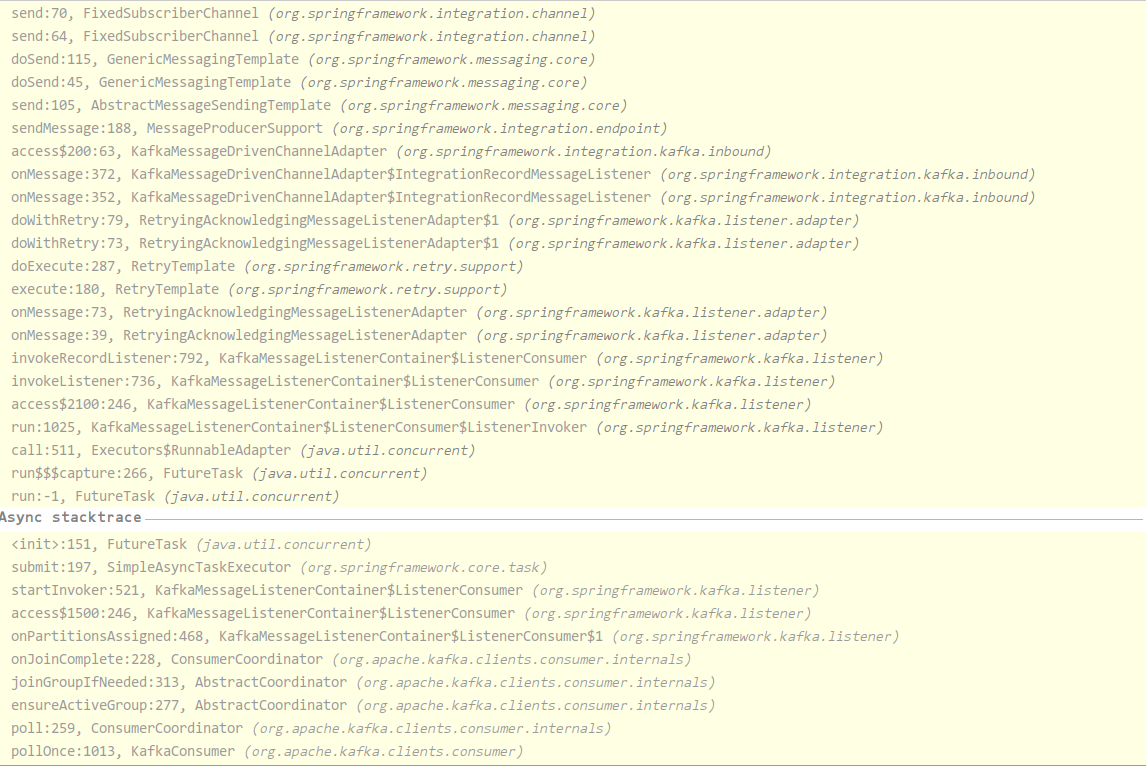 send:70, FixedSubscriberChannel (org.springframework.integration.channel)
send:64, FixedSubscriberChannel (org.springframework.integration.channel)
doSend:115, GenericMessagingTemplate (org.springframework.messaging.core)
doSend:45, GenericMessagingTemplate (org.springframework.messaging.core)
send:105, AbstractMessageSendingTemplate (org.springframework.messaging.core)
sendMessage:188, MessageProducerSupport (org.springframework.integration.endpoint)
access$200:63, KafkaMessageDrivenChannelAdapter (org.springframework.integration.kafka.inbound)
onMessage:372, KafkaMessageDrivenChannelAdapter$IntegrationRecordMessageListener (org.springframework.integration.kafka.inbound)
onMessage:352, KafkaMessageDrivenChannelAdapter$IntegrationRecordMessageListener (org.springframework.integration.kafka.inbound)
doWithRetry:79, RetryingAcknowledgingMessageListenerAdapter$1 (org.springframework.kafka.listener.adapter)
doWithRetry:73, RetryingAcknowledgingMessageListenerAdapter$1 (org.springframework.kafka.listener.adapter)
doExecute:287, RetryTemplate (org.springframework.retry.support)
execute:180, RetryTemplate (org.springframework.retry.support)
onMessage:73, RetryingAcknowledgingMessageListenerAdapter (org.springframework.kafka.listener.adapter)
onMessage:39, RetryingAcknowledgingMessageListenerAdapter (org.springframework.kafka.listener.adapter)
invokeRecordListener:792, KafkaMessageListenerContainer$ListenerConsumer (org.springframework.kafka.listener)
invokeListener:736, KafkaMessageListenerContainer$ListenerConsumer (org.springframework.kafka.listener)
access$2100:246, KafkaMessageListenerContainer$ListenerConsumer (org.springframework.kafka.listener)
run:1025, KafkaMessageListenerContainer$ListenerConsumer$ListenerInvoker (org.springframework.kafka.listener)
call:511, Executors$RunnableAdapter (java.util.concurrent)
run$$$capture:266, FutureTask (java.util.concurrent)
run:-1, FutureTask (java.util.concurrent)
Async stacktrace
<init>:151, FutureTask (java.util.concurrent)
submit:197, SimpleAsyncTaskExecutor (org.springframework.core.task)
startInvoker:521, KafkaMessageListenerContainer$ListenerConsumer (org.springframework.kafka.listener)
access$1500:246, KafkaMessageListenerContainer$ListenerConsumer (org.springframework.kafka.listener)
onPartitionsAssigned:468, KafkaMessageListenerContainer$ListenerConsumer$1 (org.springframework.kafka.listener)
onJoinComplete:228, ConsumerCoordinator (org.apache.kafka.clients.consumer.internals)
joinGroupIfNeeded:313, AbstractCoordinator (org.apache.kafka.clients.consumer.internals)
ensureActiveGroup:277, AbstractCoordinator (org.apache.kafka.clients.consumer.internals)
poll:259, ConsumerCoordinator (org.apache.kafka.clients.consumer.internals)
pollOnce:1013, KafkaConsumer (org.apache.kafka.clients.consumer)